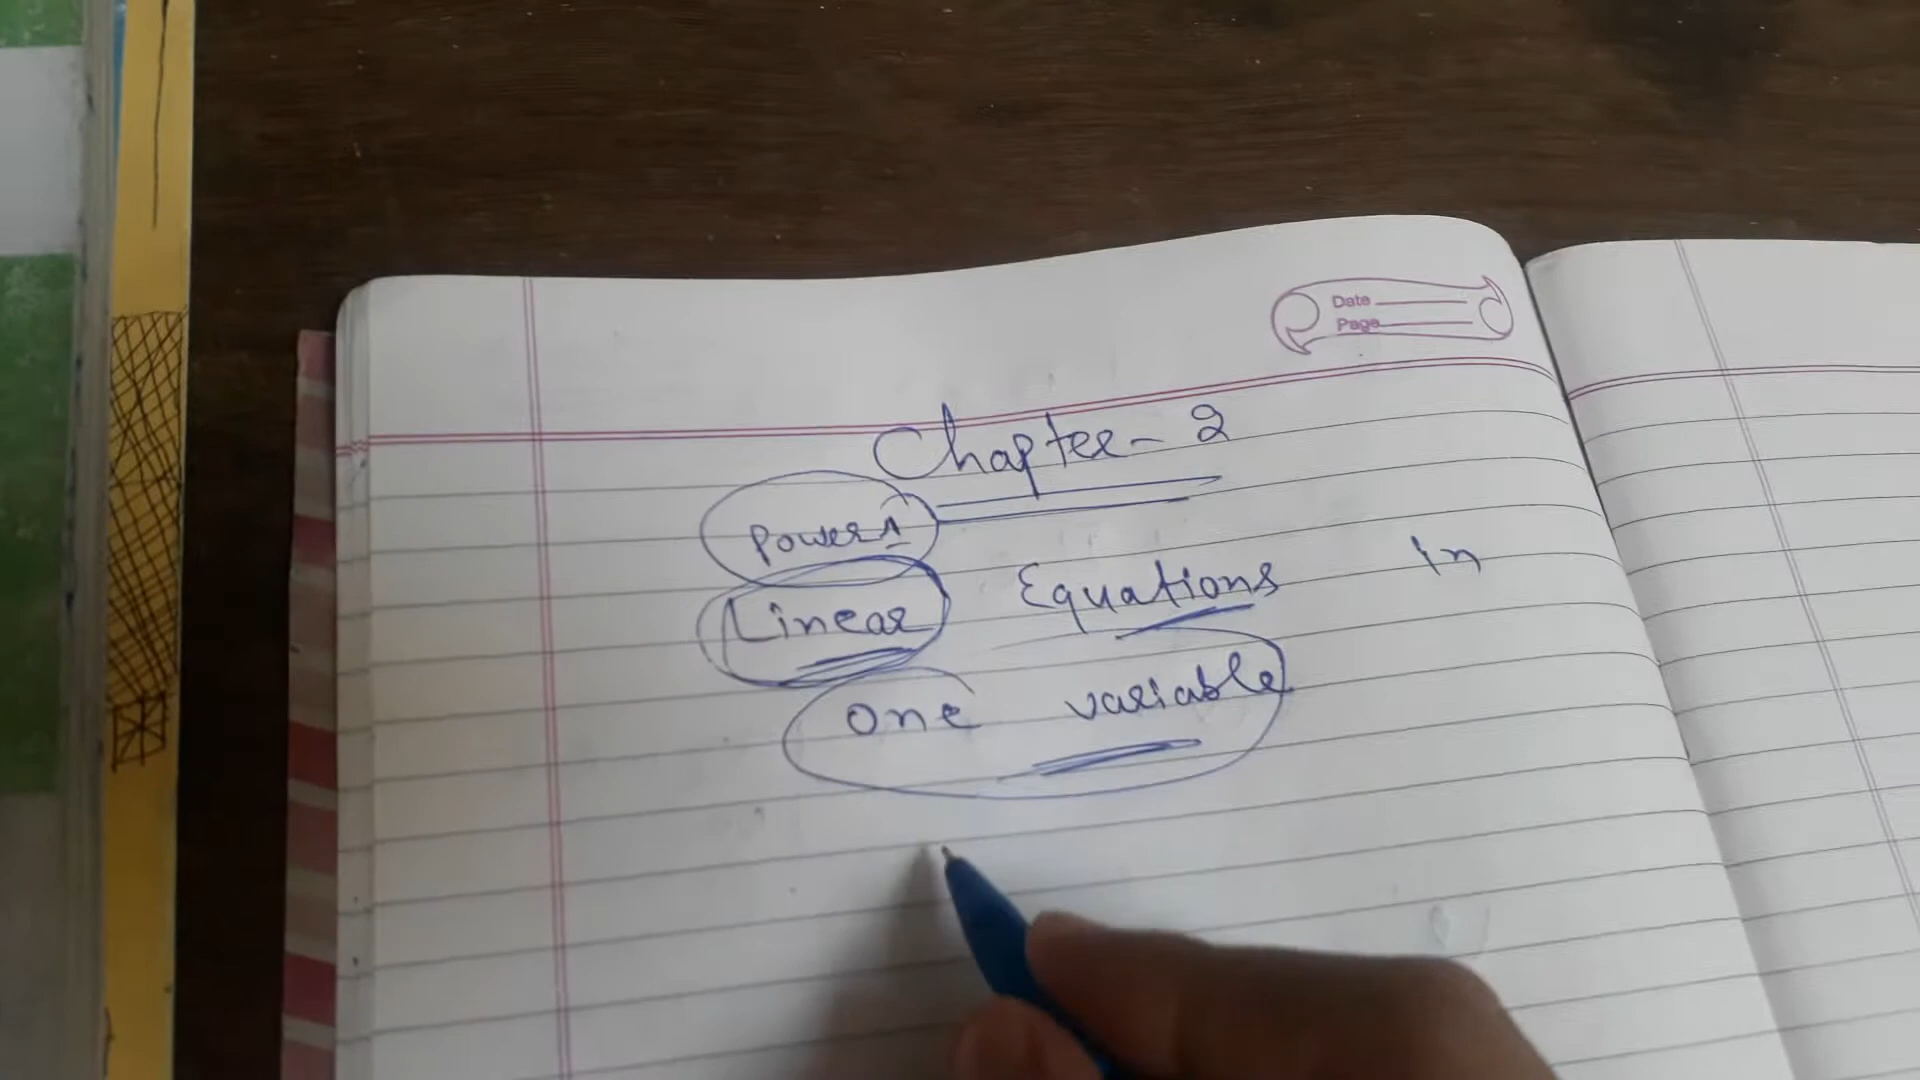 Date
Page
Chapter - 2
Power 1
Linear Equations in
One variable